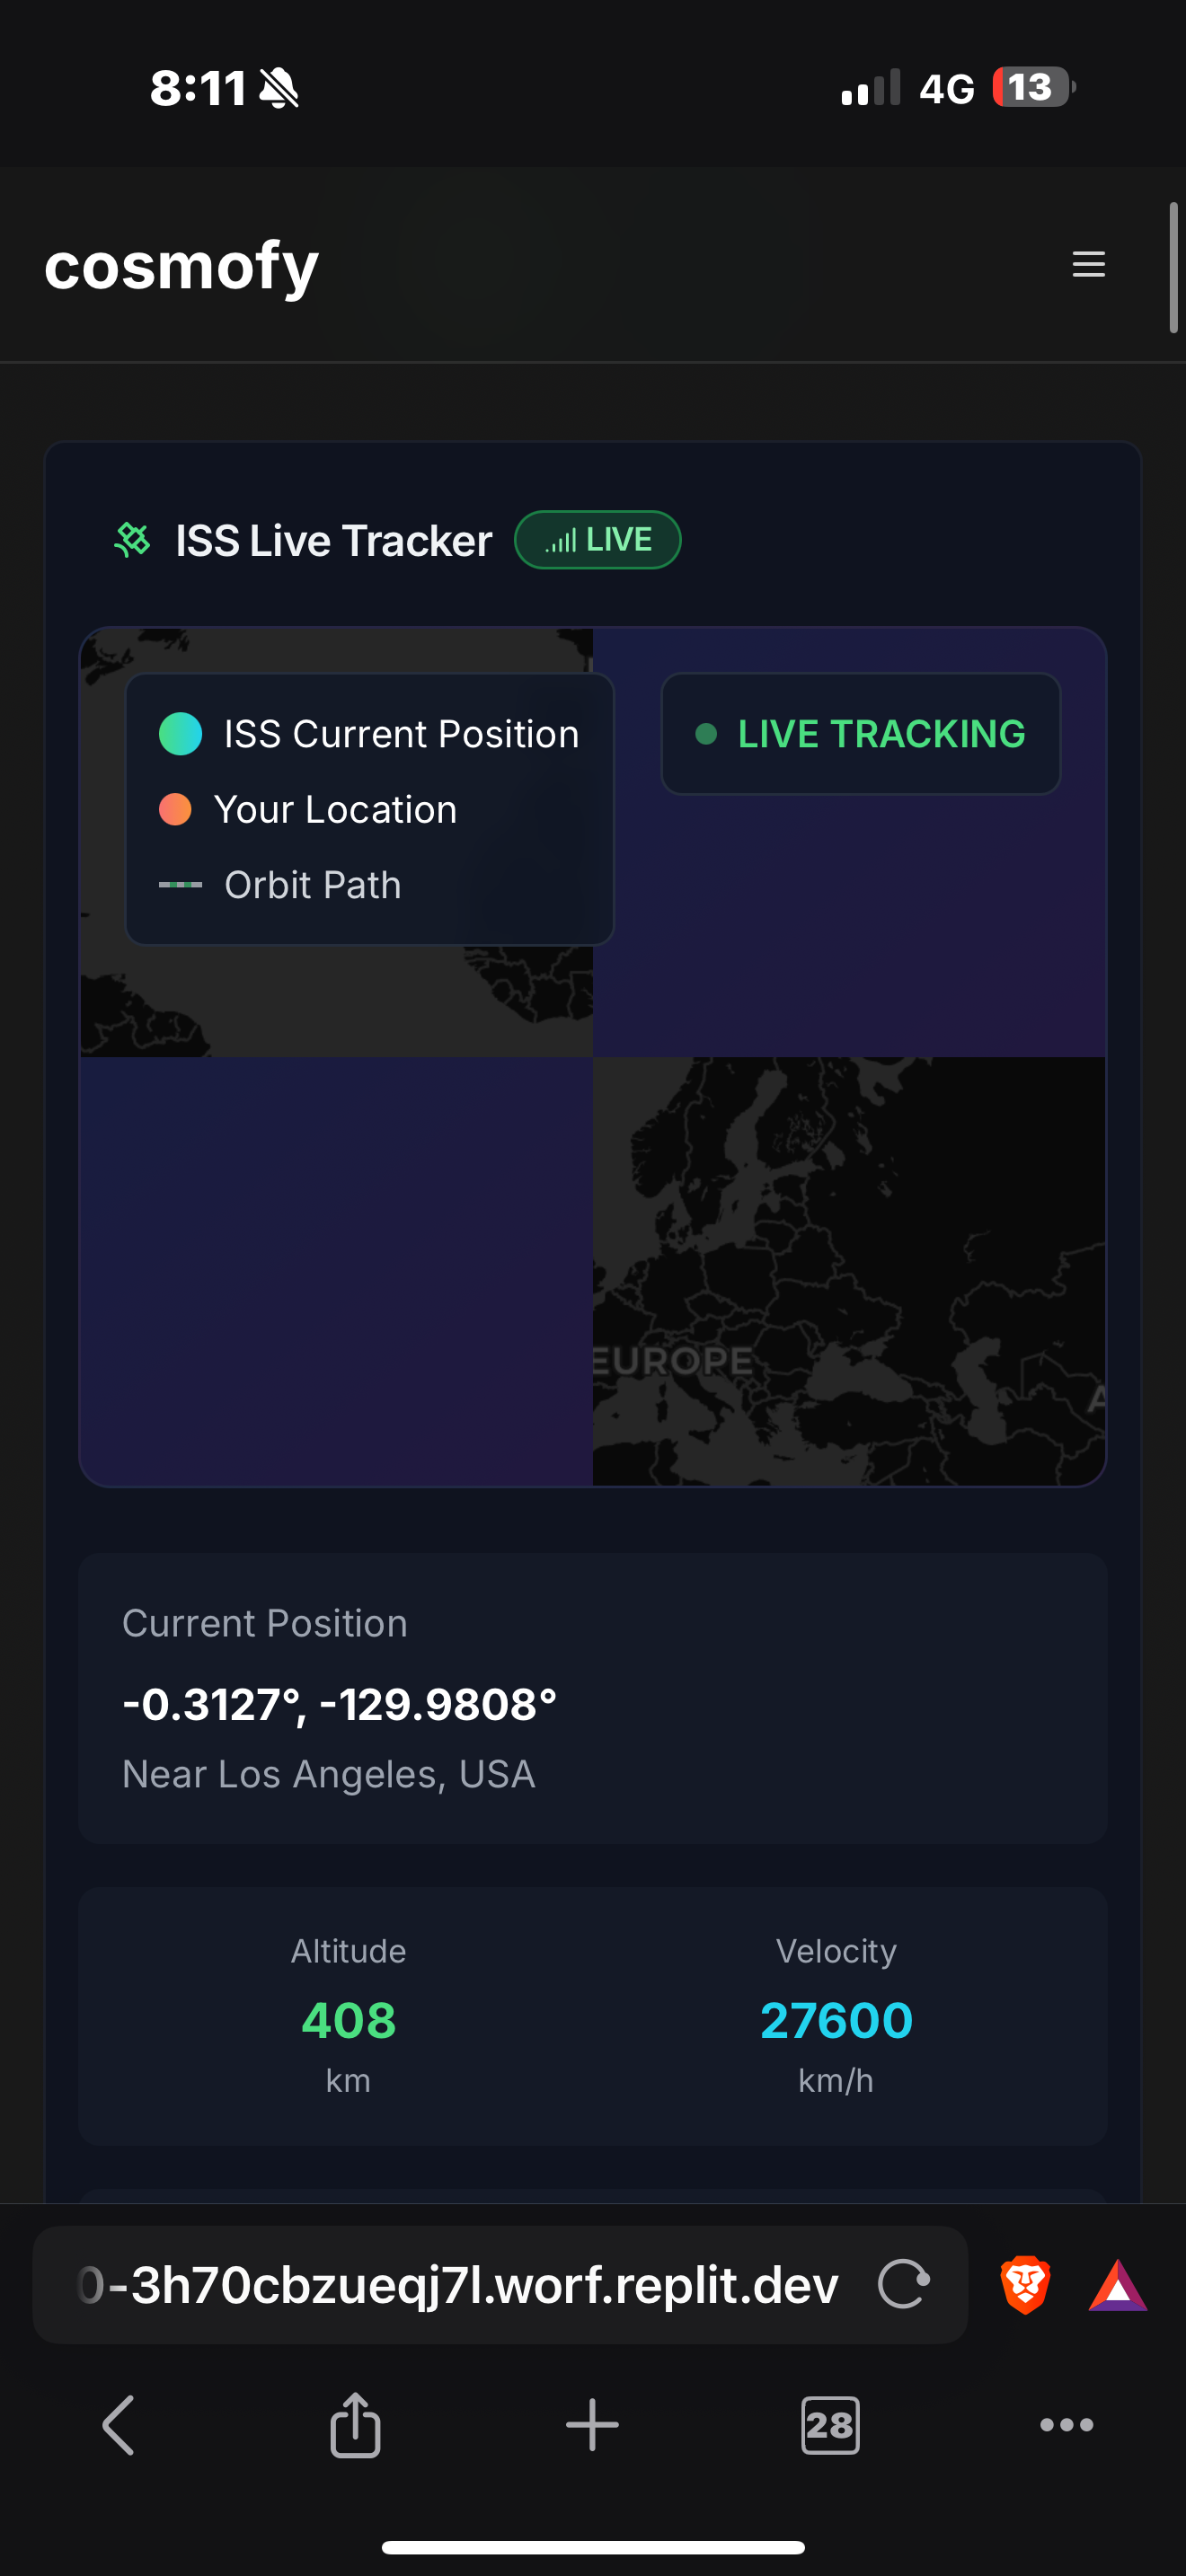 8:11
4G
13
cosmofy
ISS Live Tracker
LIVE
ISS Current Position
LIVE TRACKING
Your Location
Orbit Path
EUROPE
Current Position
-0.3127°, -129.9808°
Near Los Angeles, USA
Altitude
Velocity
408
27600
km
km/h
0-3h70cbzueqj7l.worf.replit.dev
28